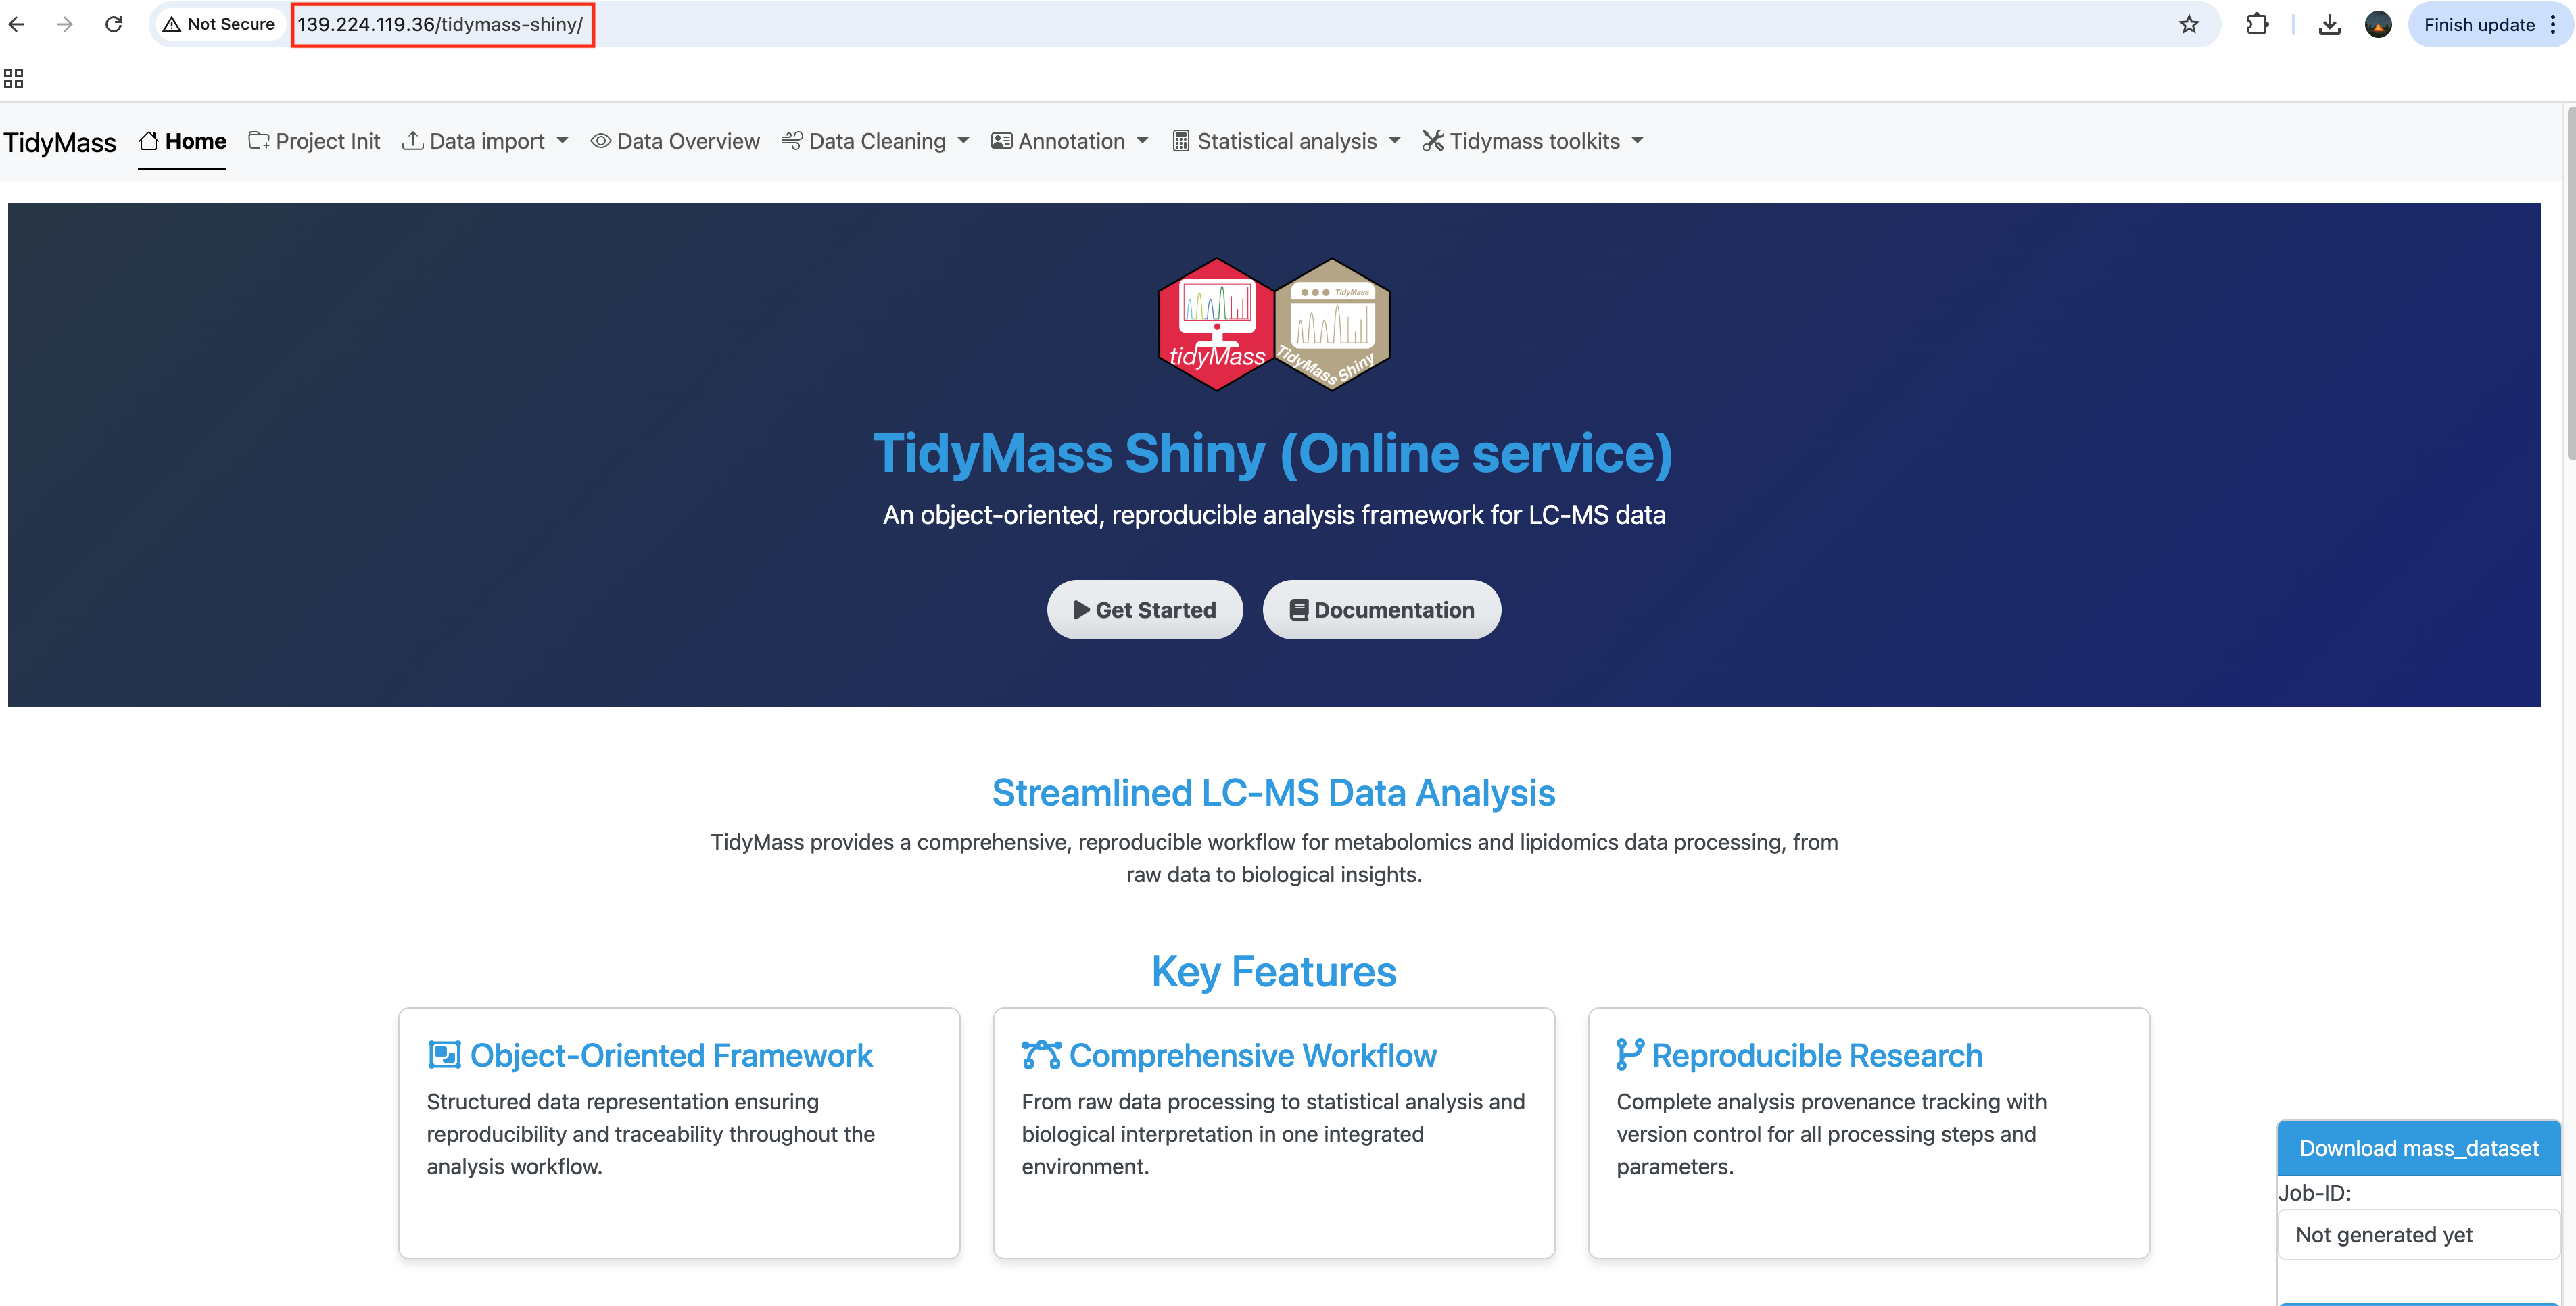 Not Secure 139.224.119.36/tidymass-shiny/ Finish update
TidyMass Home Project Init Data import Data Overview Data Cleaning Annotation Statistical analysis Tidymass toolkits
tidyMass TidyMass TidyMass Shiny
TidyMass Shiny (Online service)
An object-oriented, reproducible analysis framework for LC-MS data
Get Started Documentation
Streamlined LC-MS Data Analysis
TidyMass provides a comprehensive, reproducible workflow for metabolomics and lipidomics data processing, from
raw data to biological insights.
Key Features
Object-Oriented Framework
Structured data representation ensuring
reproducibility and traceability throughout the
analysis workflow.
Comprehensive Workflow
From raw data processing to statistical analysis and
biological interpretation in one integrated
environment.
Reproducible Research
Complete analysis provenance tracking with
version control for all processing steps and
parameters.
Download mass_dataset
Job-ID:
Not generated yet